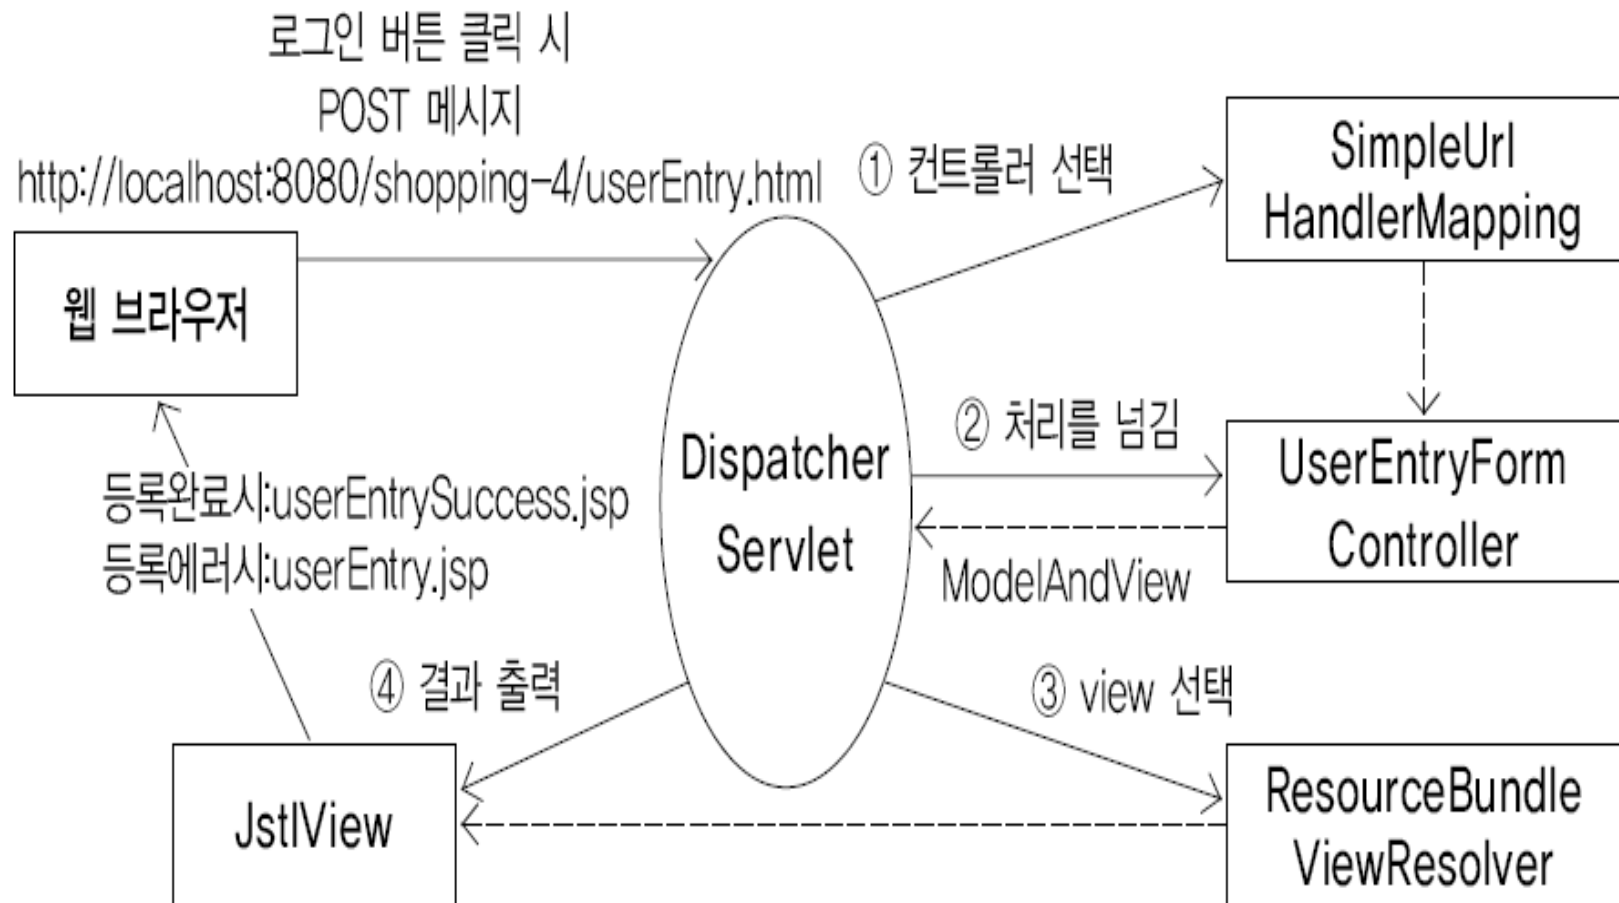 로그인 버튼 클릭 시
POST 메시지
http://localhost:8080/shopping-4/userEntry.html
① 컨트롤러 선택
SimpleUrl
HandlerMapping
웹 브라우저
Dispatcher
Servlet
② 처리를 넘김
UserEntryForm
Controller
ModelAndView
등록완료시:userEntrySuccess.jsp
등록에러시:userEntry.jsp
④ 결과 출력
③ view 선택
JstlView
ResourceBundle
ViewResolver